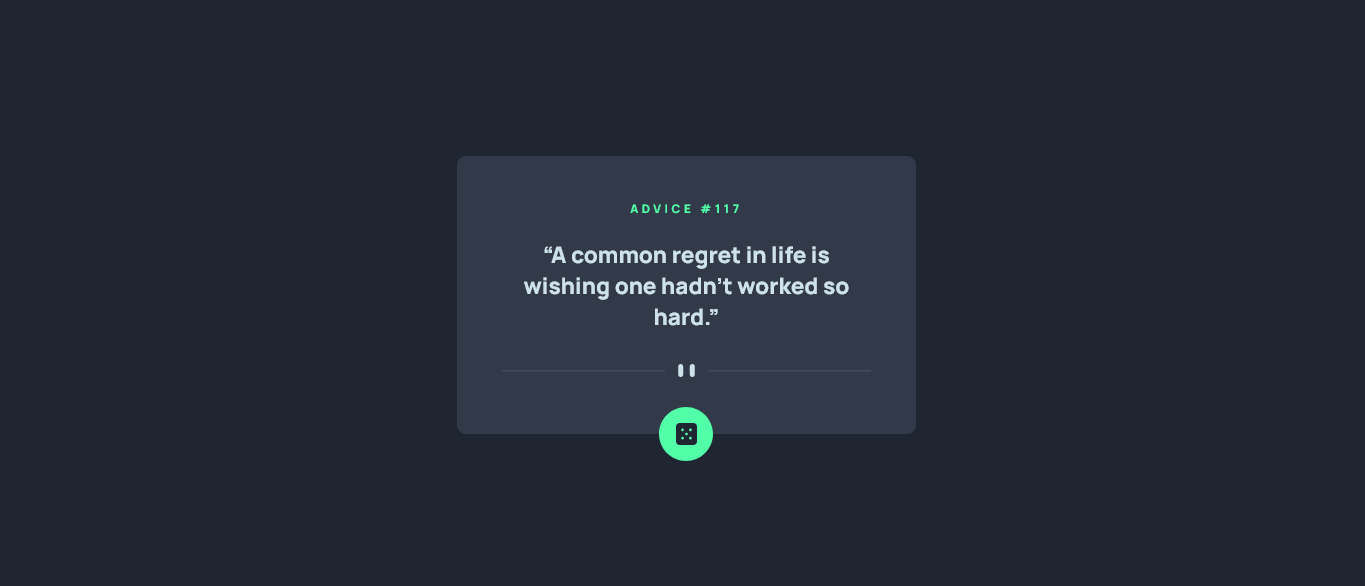 ADVICE #117
“A common regret in life is
wishing one hadn’t worked so
hard.”